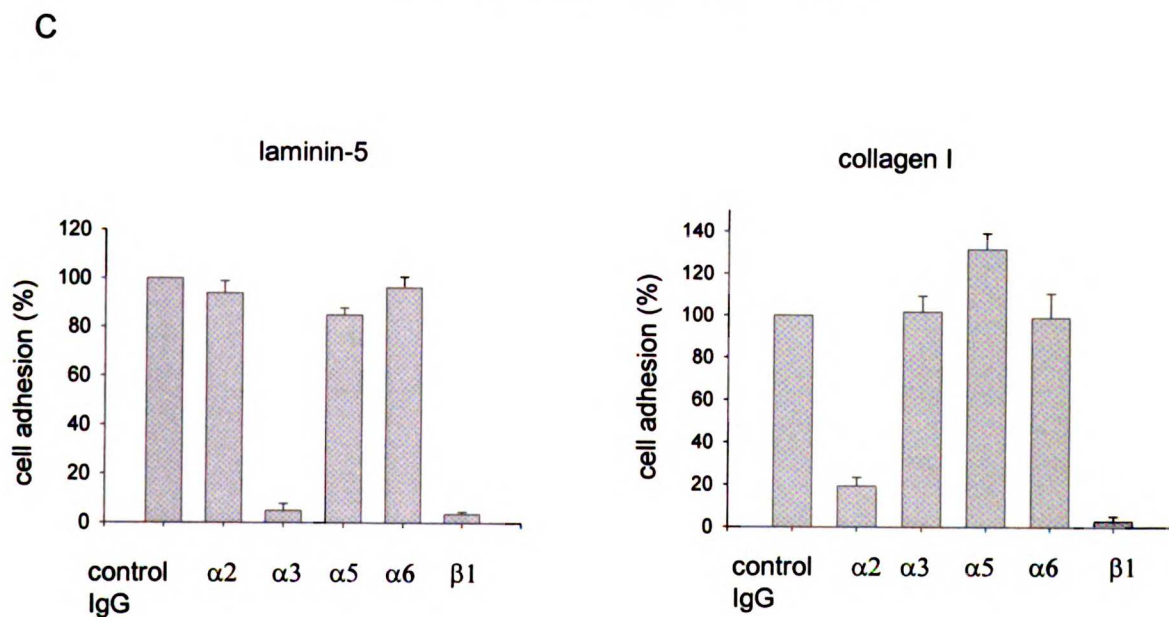 C
laminin-5
cell adhesion (%)
120
100
80
60
40
20
0
control IgG
α2
α3
α5
α6
β1
collagen I
cell adhesion (%)
140
120
100
80
60
40
20
0
control IgG
α2
α3
α5
α6
β1